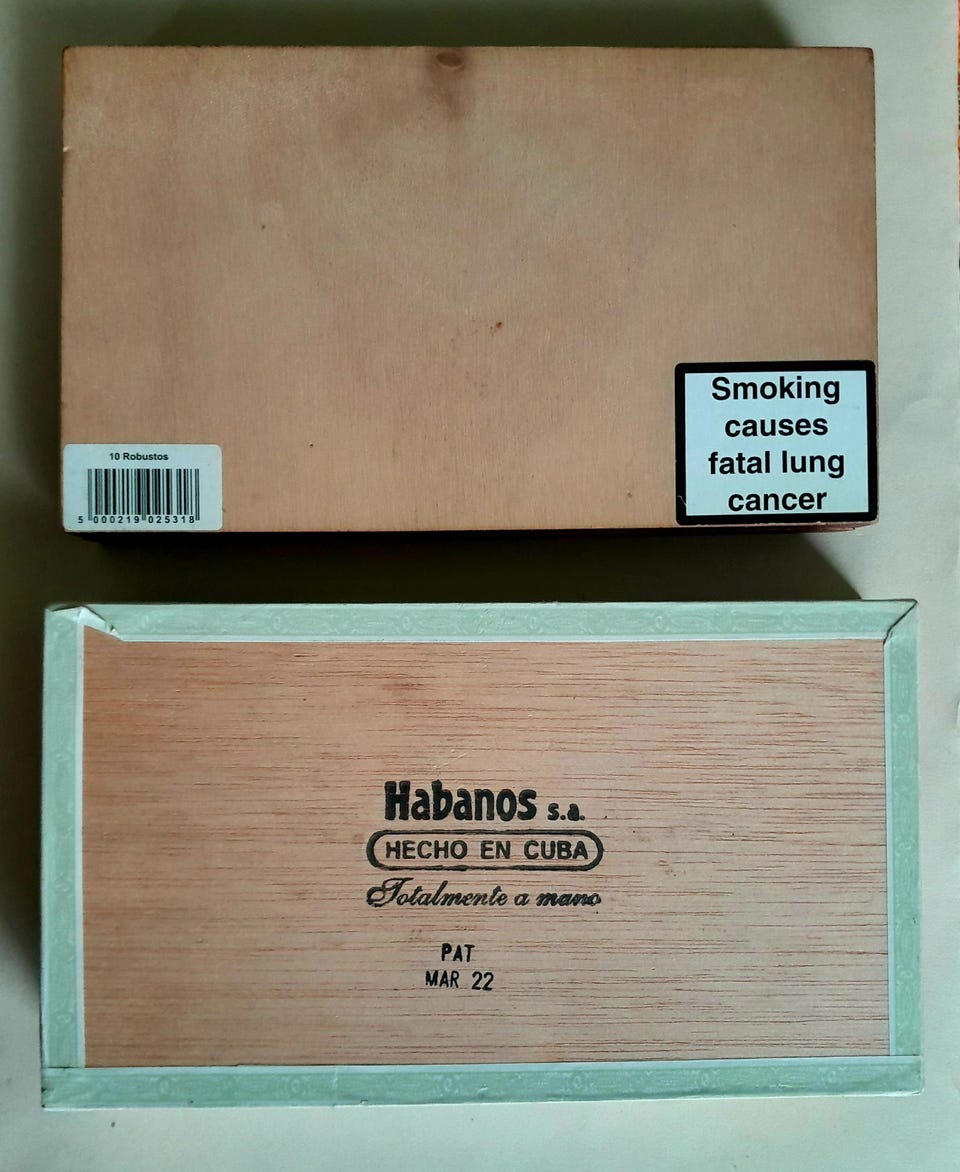 10 Robustos
5 000219 025318
Smoking
causes
fatal lung
cancer
Habanos s.a.
HECHO EN CUBA
Totalmente a mano
PAT
MAR 22